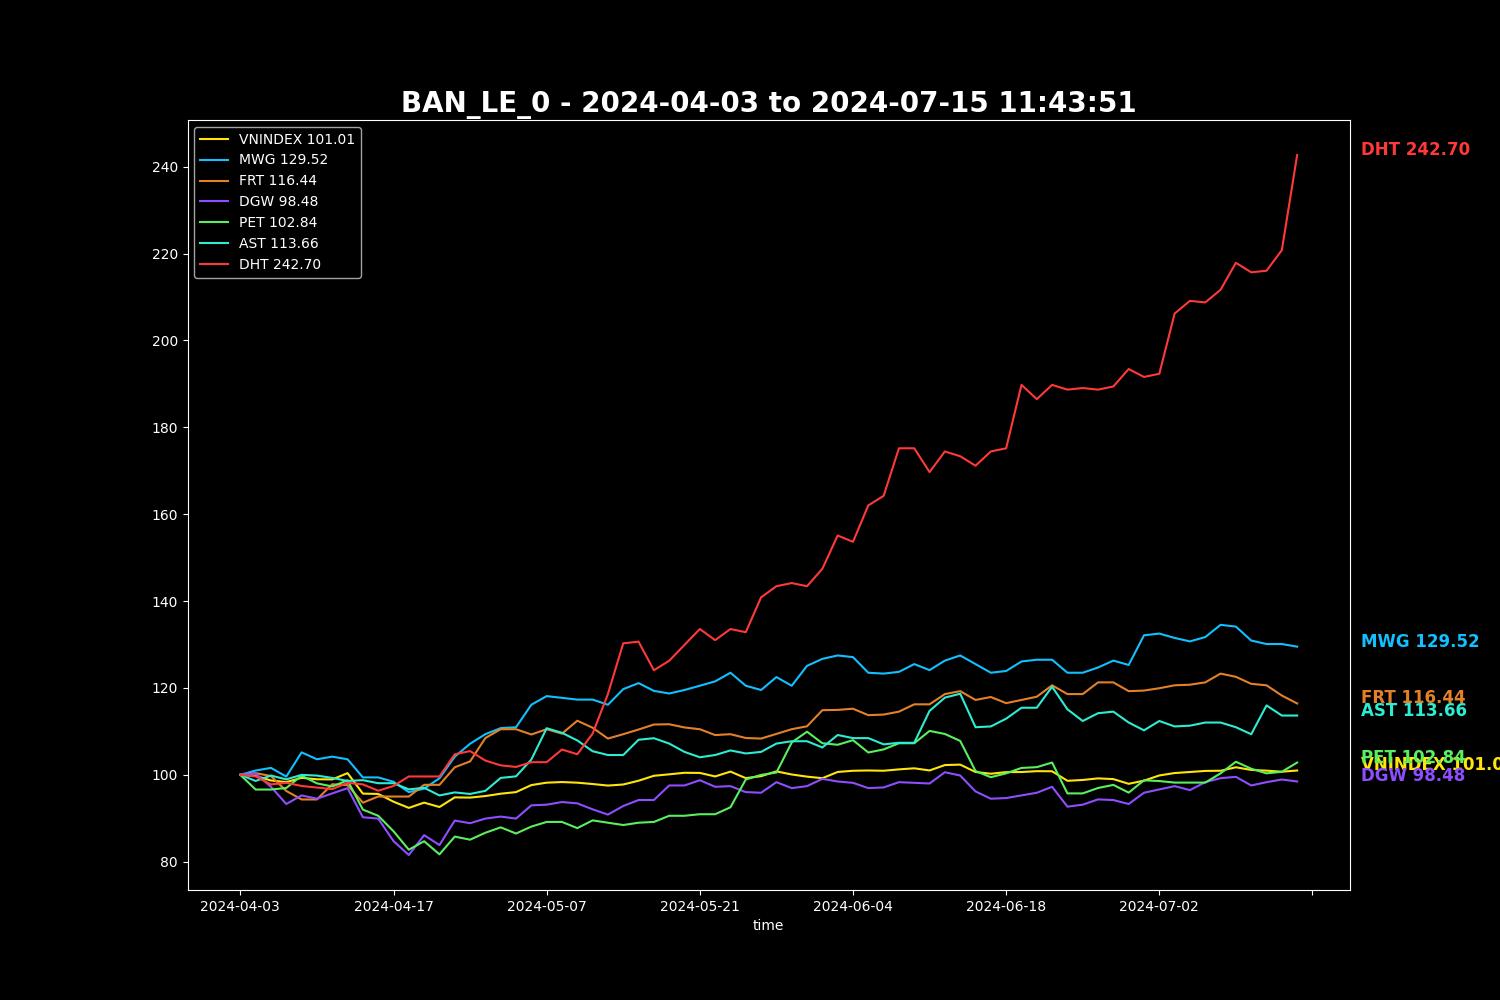 BAN_LE_0 - 2024-04-03 to 2024-07-15 11:43:51
VNINDEX 101.01
MWG 129.52
FRT 116.44
DGW 98.48
PET 102.84
AST 113.66
DHT 242.70
240
220
200
180
160
140
120
100
80
DHT 242.70
MWG 129.52
FRT 116.44
AST 113.66
PET 102.84
VNINDEX 101.0
DGW 98.48
2024-04-03
2024-04-17
2024-05-07
2024-05-21
2024-06-04
2024-06-18
2024-07-02
time